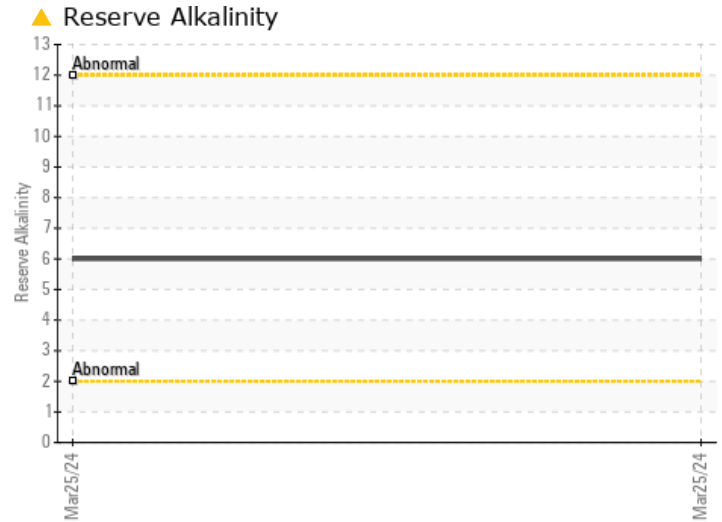 Reserve Alkalinity
13
Abnormal
12
11
10
9
8
7
6
5
4
3
Abnormal
2
1
0
Reserve Alkalinity
Mar25/24
Mar25/24